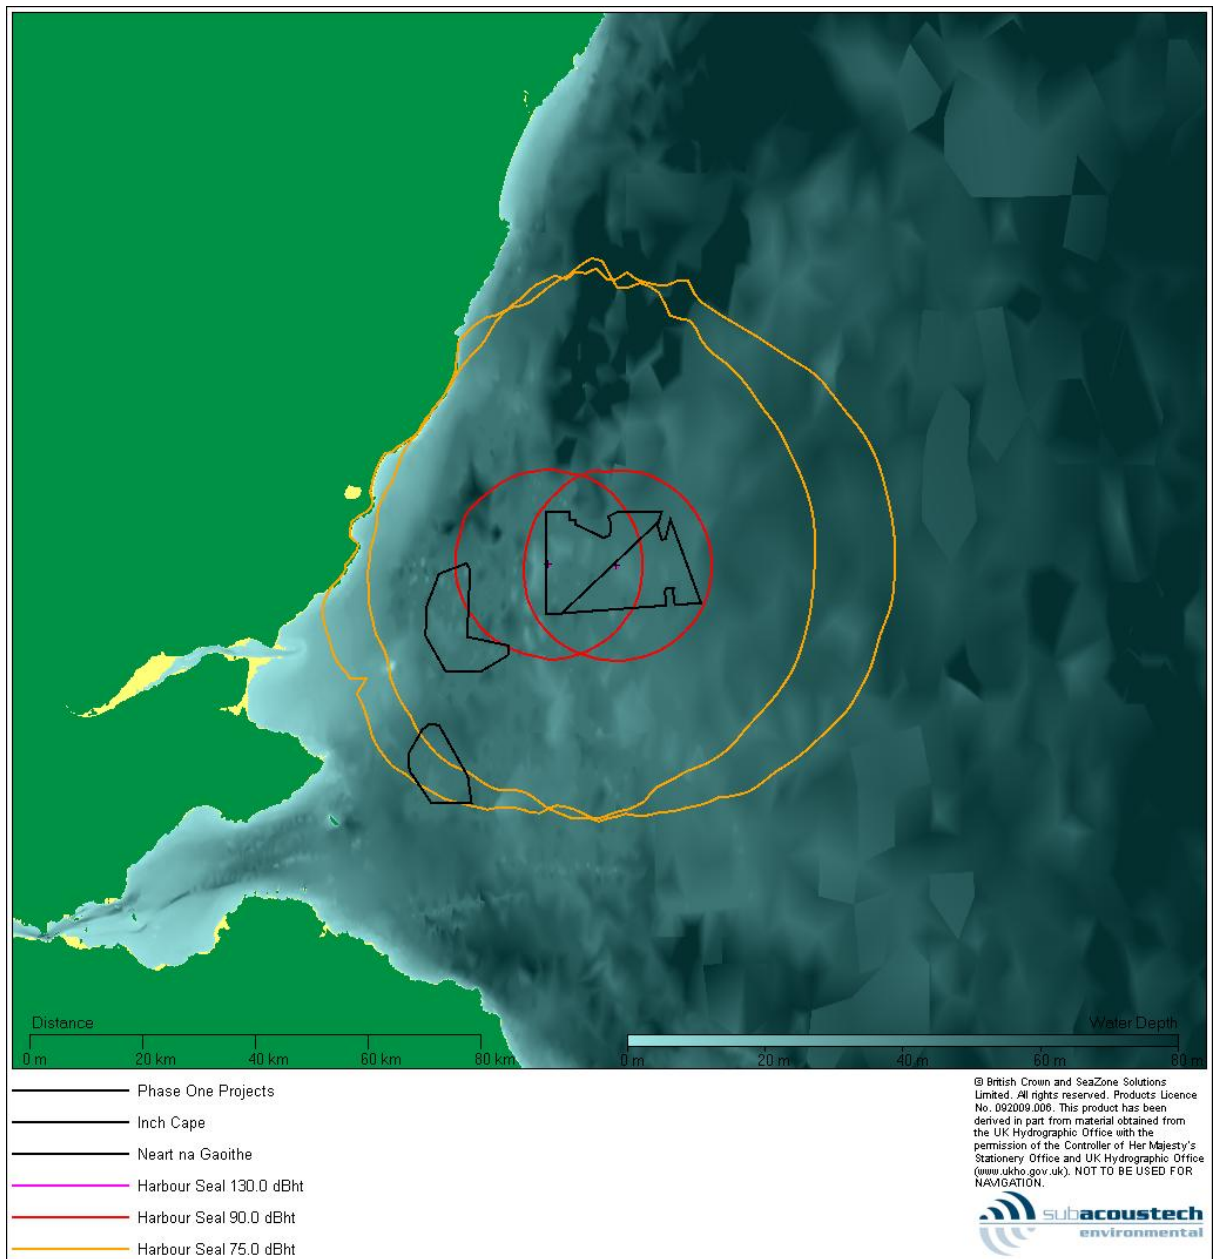 Distance
0 m 20 km 40 km 60 km 80 km
Water Depth
0 m 20 m 40 m 60 m 80 m
Phase One Projects
Inch Cape
Neart na Gaoithe
Harbour Seal 130.0 dBht
Harbour Seal 90.0 dBht
Harbour Seal 75.0 dBht
© British Crown and SeaZone Solutions
Limited. All rights reserved. Products Licence
No. 092009.006. This product has been
derived in part from material obtained from
the UK Hydrographic Office with the
permission of the Controller of Her Majesty's
Stationery Office and UK Hydrographic Office
(www.ukho.gov.uk). NOT TO BE USED FOR
NAVIGATION.
subacoustech
environmental